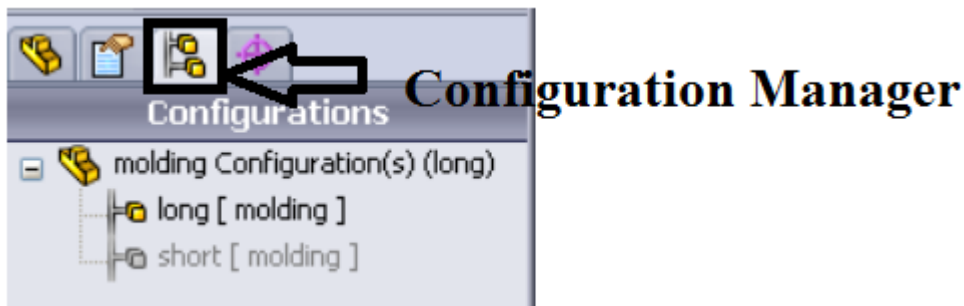 Configuration Manager
Configurations
molding Configuration(s) (long)
long [ molding ]
short [ molding ]